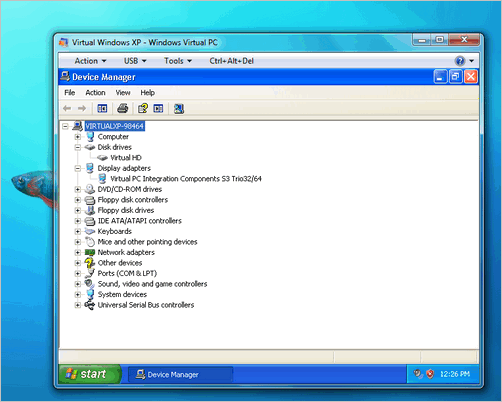 Virtual Windows XP - Windows Virtual PC
Action USB Tools Ctrl+Alt+Del
Device Manager
File Action View Help
VIRTUALXP-98464
Computer
Disk drives
Virtual HD
Display adapters
Virtual PC Integration Components S3 Trio32/64
DVD/CD-ROM drives
Floppy disk controllers
Floppy disk drives
IDE ATA/ATAPI controllers
Keyboards
Mice and other pointing devices
Network adapters
Other devices
Ports (COM & LPT)
Sound, video and game controllers
System devices
Universal Serial Bus controllers
start Device Manager 12:26 PM